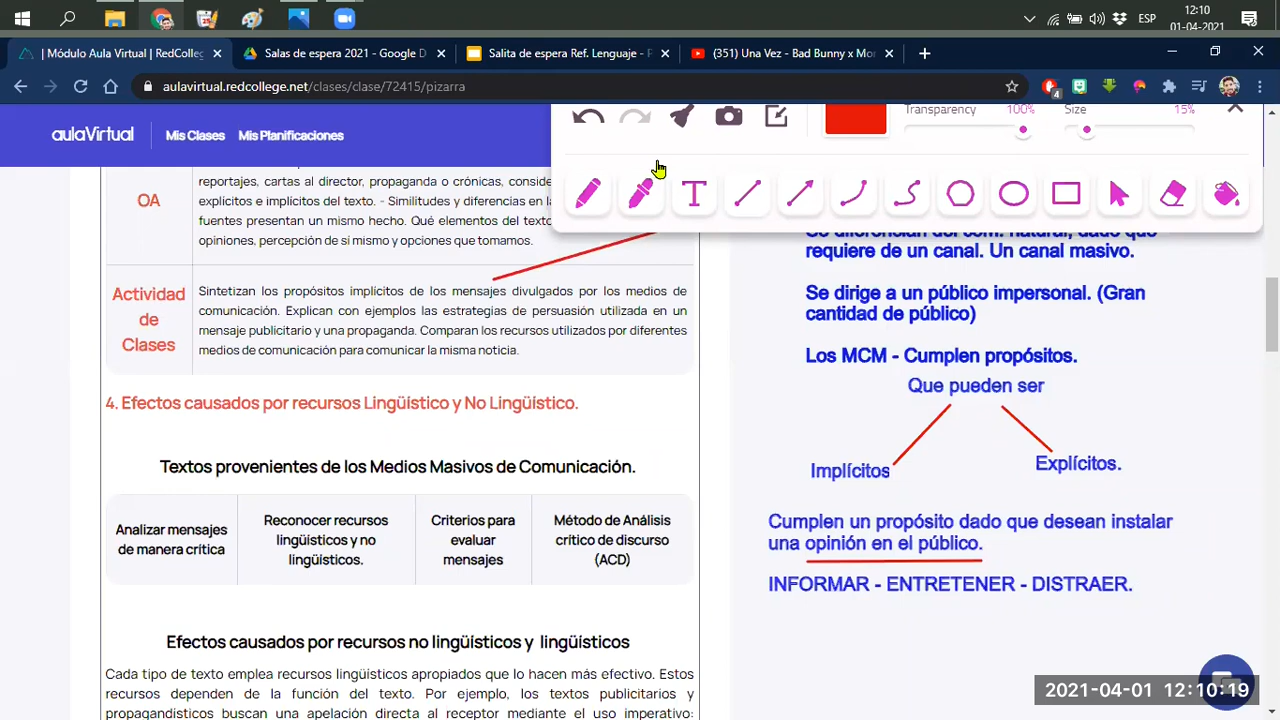 12:10
ESP
01-04-2021
Módulo Aula Virtual | RedColleg
Salas de espera 2021 - Google D
Salita de espera Ref. Lenguaje - P
(351) Una Vez - Bad Bunny x Mor
aulavirtual.redcollege.net/clases/clase/72415/pizarra
4
aulaVirtual
Mis Clases
Mis Planificaciones
Transparency 100%
Size 15%
T
OA
reportajes, cartas al director, propaganda o crónicas, conside
explícitos e implícitos del texto. - Similitudes y diferencias en la
fuentes presentan un mismo hecho. Qué elementos del texto
opiniones, percepción de sí mismo y opciones que tomamos.
Actividad
de
Clases
Sintetizan los propósitos implícitos de los mensajes divulgados por los medios de
comunicación. Explican con ejemplos las estrategias de persuasión utilizada en un
mensaje publicitario y una propaganda. Comparan los recursos utilizados por diferentes
medios de comunicación para comunicar la misma noticia.
4. Efectos causados por recursos Lingüístico y No Lingüístico.
Textos provenientes de los Medios Masivos de Comunicación.
Analizar mensajes
de manera crítica
Reconocer recursos
lingüísticos y no
lingüísticos.
Criterios para
evaluar
mensajes
Método de Análisis
crítico de discurso
(ACD)
Efectos causados por recursos no lingüísticos y lingüísticos
Cada tipo de texto emplea recursos lingüísticos apropiados que lo hacen más efectivo. Estos
recursos dependen de la función del texto. Por ejemplo, los textos publicitarios y
propagandísticos buscan una apelación directa al receptor mediante el uso imperativo:
Se diferencian del com. natural, dado que
requiere de un canal. Un canal masivo.
Se dirige a un público impersonal. (Gran
cantidad de público)
Los MCM - Cumplen propósitos.
Que pueden ser
Implícitos
Explícitos.
Cumplen un propósito dado que desean instalar
una opinión en el público.
INFORMAR - ENTRETENER - DISTRAER.
2021-04-01 12:10:19